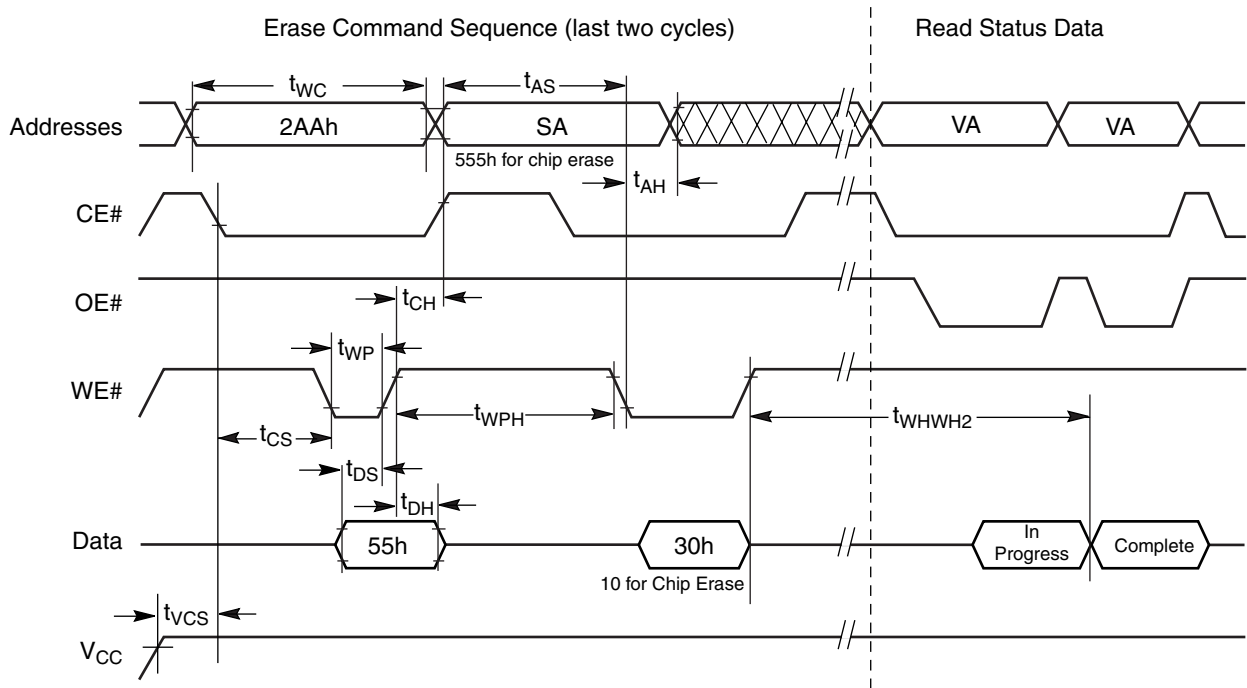 Erase Command Sequence (last two cycles)
Read Status Data
tWC
tAS
Addresses
2AAh
SA
VA
VA
555h for chip erase
tAH
CE#
OE#
tCH
tWP
WE#
tWPH
tWHWH2
tCS
tDS
tDH
Data
55h
30h
In
Progress
Complete
10 for Chip Erase
tVCS
VCC